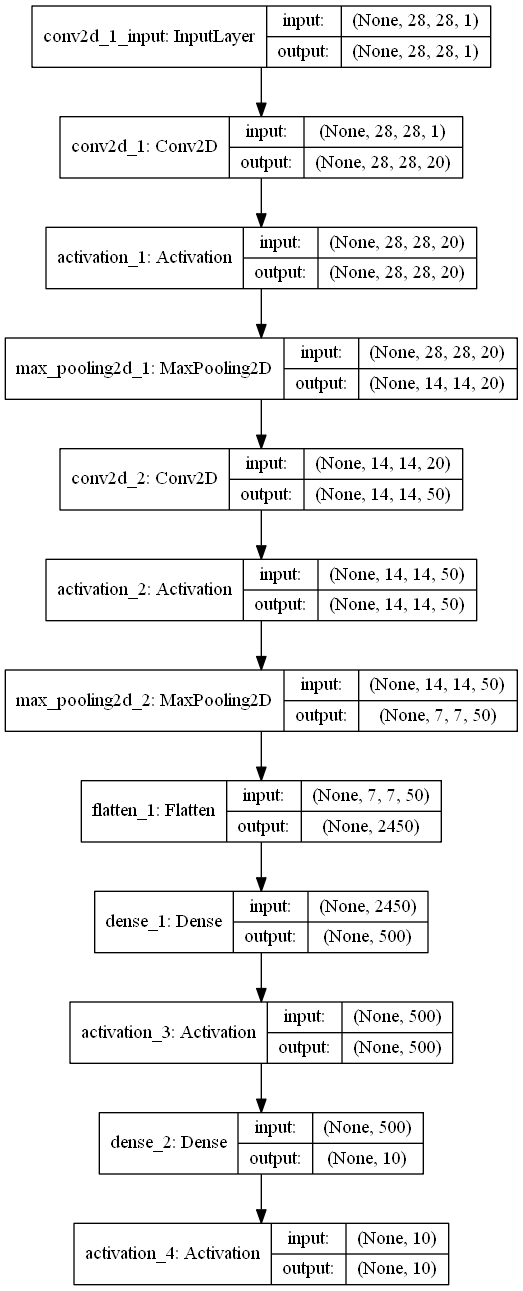 conv2d_1_input: InputLayer
input: (None, 28, 28, 1)
output: (None, 28, 28, 1)
conv2d_1: Conv2D
input: (None, 28, 28, 1)
output: (None, 28, 28, 20)
activation_1: Activation
input: (None, 28, 28, 20)
output: (None, 28, 28, 20)
max_pooling2d_1: MaxPooling2D
input: (None, 28, 28, 20)
output: (None, 14, 14, 20)
conv2d_2: Conv2D
input: (None, 14, 14, 20)
output: (None, 14, 14, 50)
activation_2: Activation
input: (None, 14, 14, 50)
output: (None, 14, 14, 50)
max_pooling2d_2: MaxPooling2D
input: (None, 14, 14, 50)
output: (None, 7, 7, 50)
flatten_1: Flatten
input: (None, 7, 7, 50)
output: (None, 2450)
dense_1: Dense
input: (None, 2450)
output: (None, 500)
activation_3: Activation
input: (None, 500)
output: (None, 500)
dense_2: Dense
input: (None, 500)
output: (None, 10)
activation_4: Activation
input: (None, 10)
output: (None, 10)